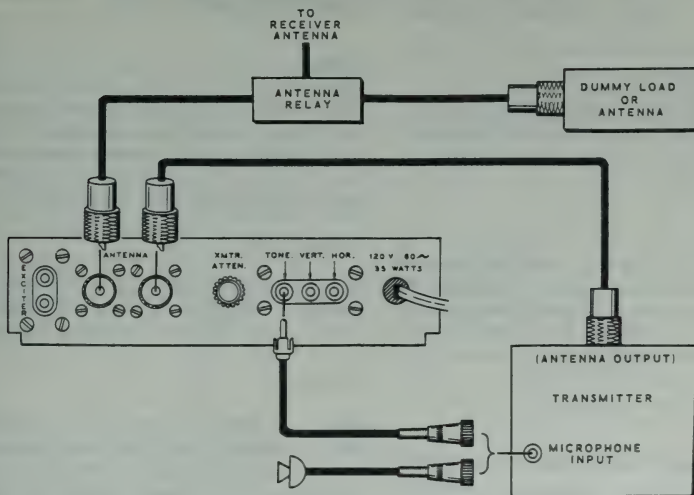 TO
RECEIVER
ANTENNA
ANTENNA
RELAY
DUMMY LOAD
OR
ANTENNA
EXCITER
ANTENNA
XMTR.
ATTEN.
TONE. VERT. HOR.
120V 60~
35 WATTS
(ANTENNA OUTPUT)
TRANSMITTER
MICROPHONE
INPUT